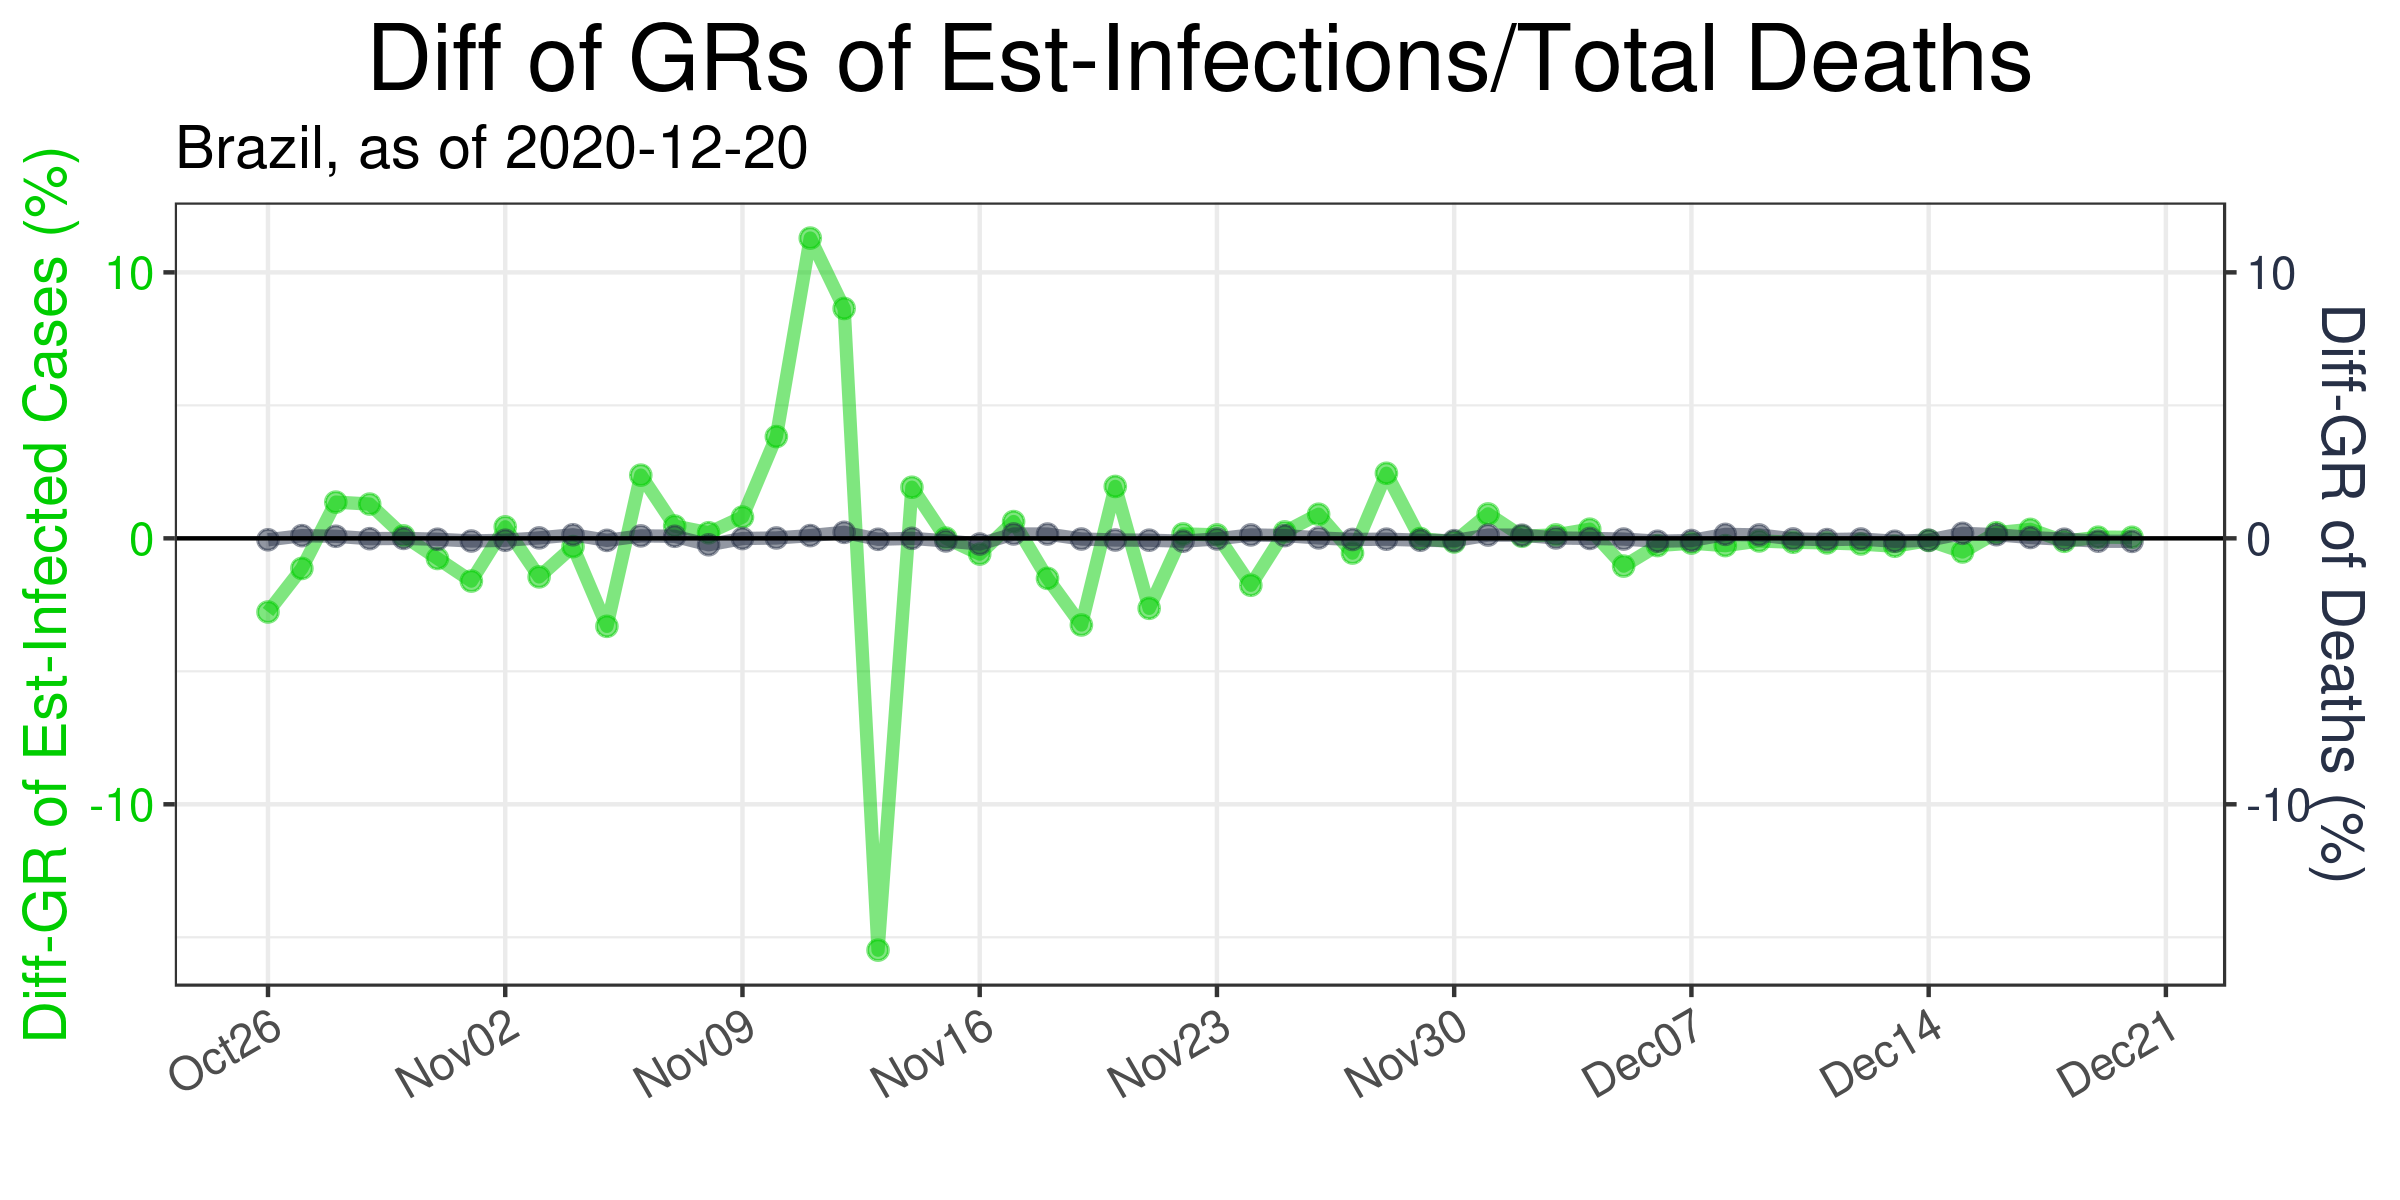 Diff of GRs of Est-Infections/Total Deaths
Brazil, as of 2020-12-20
Diff-GR of Est-Infected Cases (%)
10
0
-10
10
0
-10
Diff-GR of Deaths (%)
Oct26
Nov02
Nov09
Nov16
Nov23
Nov30
Dec07
Dec14
Dec21